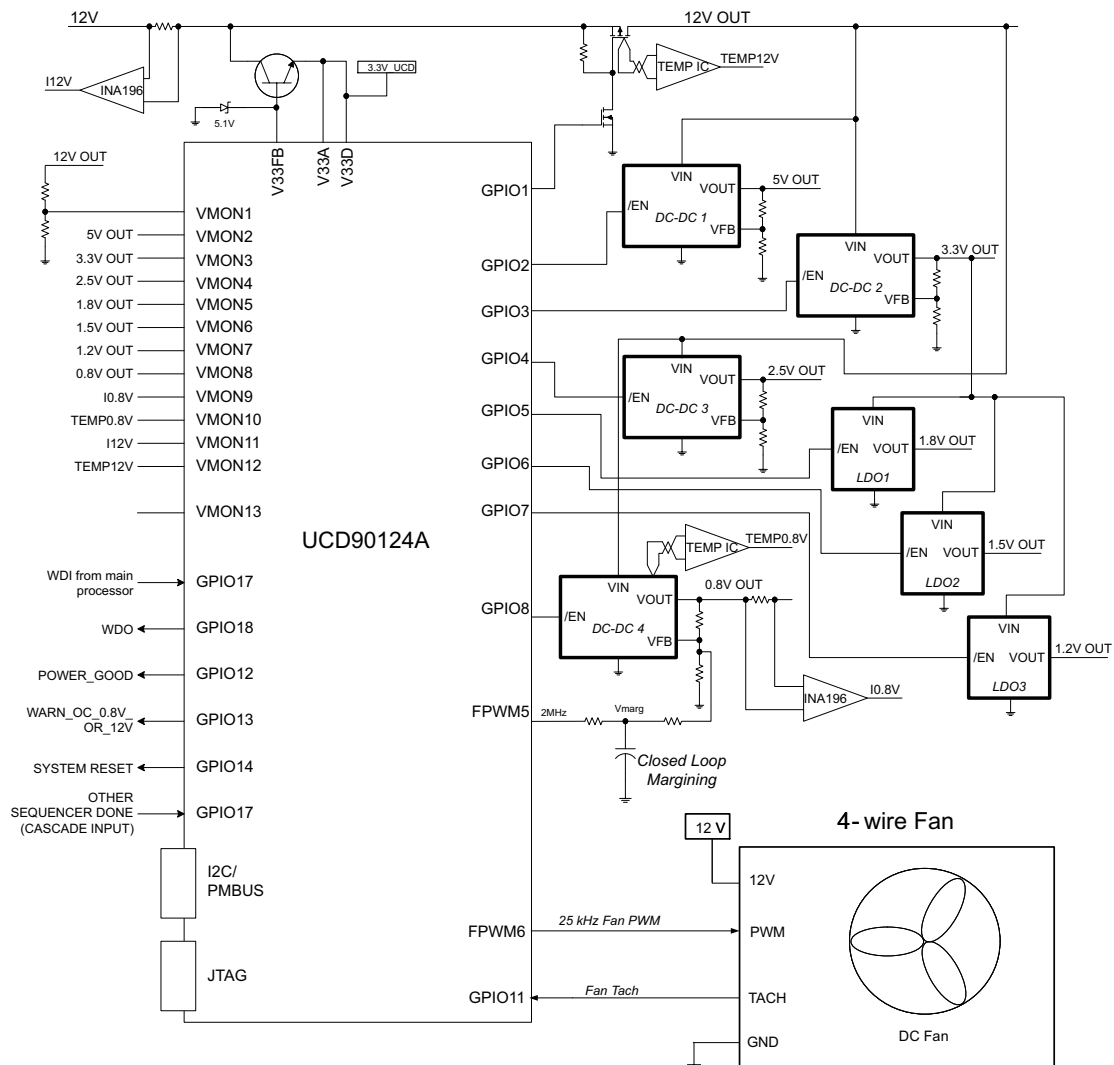 12V
12V OUT
I12V
INA196
5.1V
3.3V_UCD
TEMP IC
TEMP12V
12V OUT
V33FB
V33A
V33D
VMON1
5V OUT
VMON2
3.3V OUT
VMON3
2.5V OUT
VMON4
1.8V OUT
VMON5
1.5V OUT
VMON6
1.2V OUT
VMON7
0.8V OUT
VMON8
I0.8V
VMON9
TEMP0.8V
VMON10
I12V
VMON11
TEMP12V
VMON12
VMON13
UCD90124A
WDI from main
processor
GPIO17
WDO
GPIO18
POWER_GOOD
GPIO12
WARN_OC_0.8V_
OR_12V
GPIO13
SYSTEM RESET
GPIO14
OTHER
SEQUENCER DONE
(CASCADE INPUT)
GPIO17
I2C/
PMBUS
JTAG
GPIO1
GPIO2
GPIO3
GPIO4
GPIO5
GPIO6
GPIO7
GPIO8
FPWM5
FPWM6
GPIO11
VIN
VOUT
/EN
DC-DC 1
VFB
5V OUT
VIN
VOUT
/EN
DC-DC 2
VFB
3.3V OUT
VIN
VOUT
/EN
DC-DC 3
VFB
2.5V OUT
VIN
/EN
VOUT
LDO1
1.8V OUT
VIN
/EN
VOUT
LDO2
1.5V OUT
VIN
/EN
VOUT
LDO3
1.2V OUT
TEMP IC
TEMP0.8V
VIN
VOUT
/EN
DC-DC 4
VFB
0.8V OUT
INA196
I0.8V
2MHz
Vmarg
Closed Loop
Margining
4- wire Fan
12 V
12V
25 kHz Fan PWM
PWM
Fan Tach
TACH
GND
DC Fan